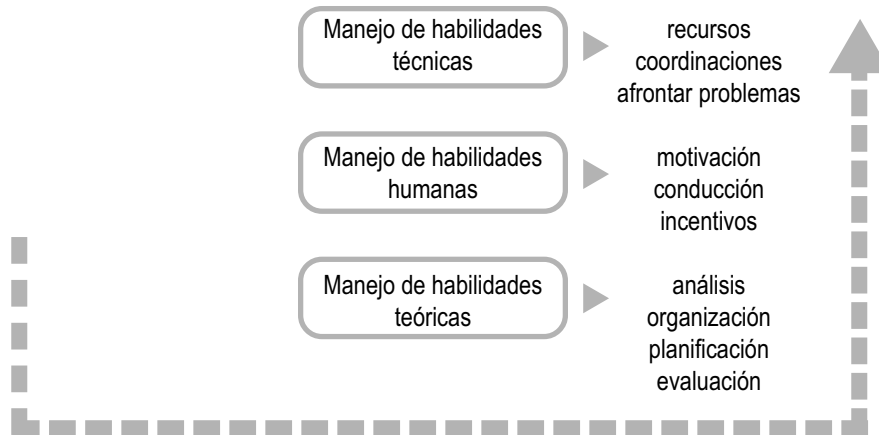 Manejo de habilidades
técnicas
recursos
coordinaciones
afrontar problemas
Manejo de habilidades
humanas
motivación
conducción
incentivos
Manejo de habilidades
teóricas
análisis
organización
planificación
evaluación